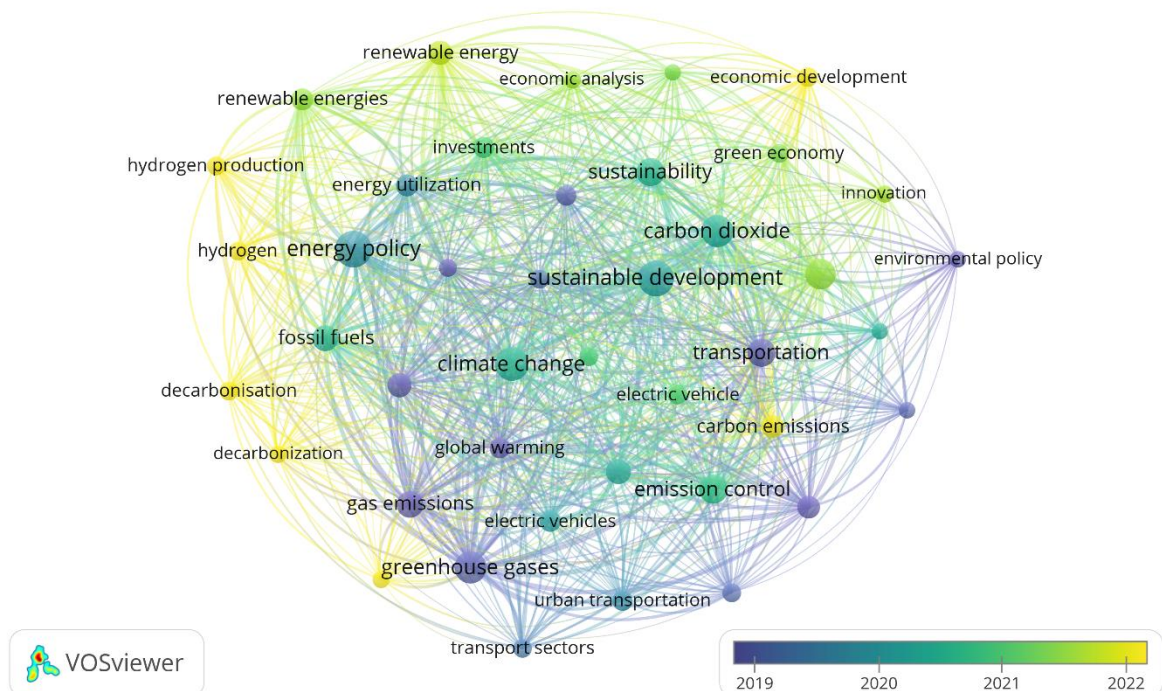 renewable energy
economic analysis
economic development
renewable energies
investments
green economy
hydrogen production
energy utilization
sustainability
innovation
carbon dioxide
hydrogen
energy policy
environmental policy
sustainable development
fossil fuels
climate change
transportation
decarbonisation
electric vehicle
carbon emissions
decarbonization
global warming
gas emissions
emission control
electric vehicles
greenhouse gases
urban transportation
transport sectors
VOSviewer
2019 2020 2021 2022